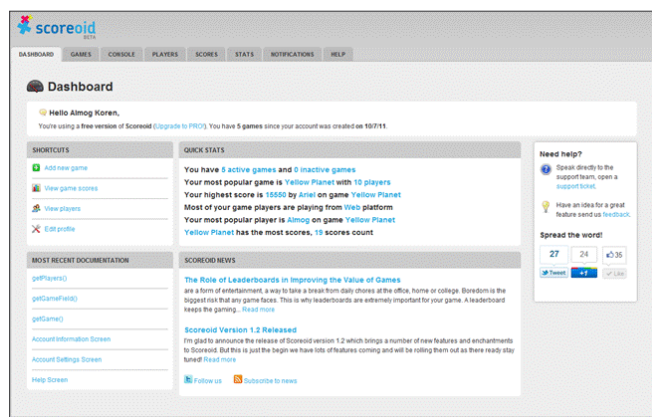 scoreoid
BETA
DASHBOARD GAMES CONSOLE PLAYERS SCORES STATS NOTIFICATIONS HELP
Dashboard
Hello Almog Koren,
You're using a free version of Scoreoid (Upgrade to PRO!). You have 5 games since your account was created on 10/7/11.
SHORTCUTS
Add new game
View game scores
View players
Edit profile
QUICK STATS
You have 5 active games and 0 inactive games
Your most popular game is Yellow Planet with 10 players
Your highest score is 15550 by Ariel on game Yellow Planet
Most of your game players are playing from Web platform
Your most popular player is Almog on game Yellow Planet
Yellow Planet has the most scores, 19 scores count
Need help?
Speak directly to the
support team, open a
support ticket.
Have an idea for a great
feature send us feedback.
Spread the word!
27 24 35
Tweet +1 Like
MOST RECENT DOCUMENTATION
getPlayers()
getGameField()
getGame()
Account Information Screen
Account Settings Screen
Help Screen
SCOREOID NEWS
The Role of Leaderboards in Improving the Value of Games
are a form of entertainment, a way to take a break from daily chores at the office, home or college. Boredom is the
biggest risk that any game faces. This is why leaderboards are extremely important for your game. A leaderboard
keeps the gaming... Read more
Scoreoid Version 1.2 Released
I'm glad to announce the release of Scoreoid version 1.2 which brings a number of new features and enchantments
to Scoreoid. But this is just the begin we have lots of features coming and will be rolling them out as there ready stay
tuned! Read more
Follow us Subscribe to news